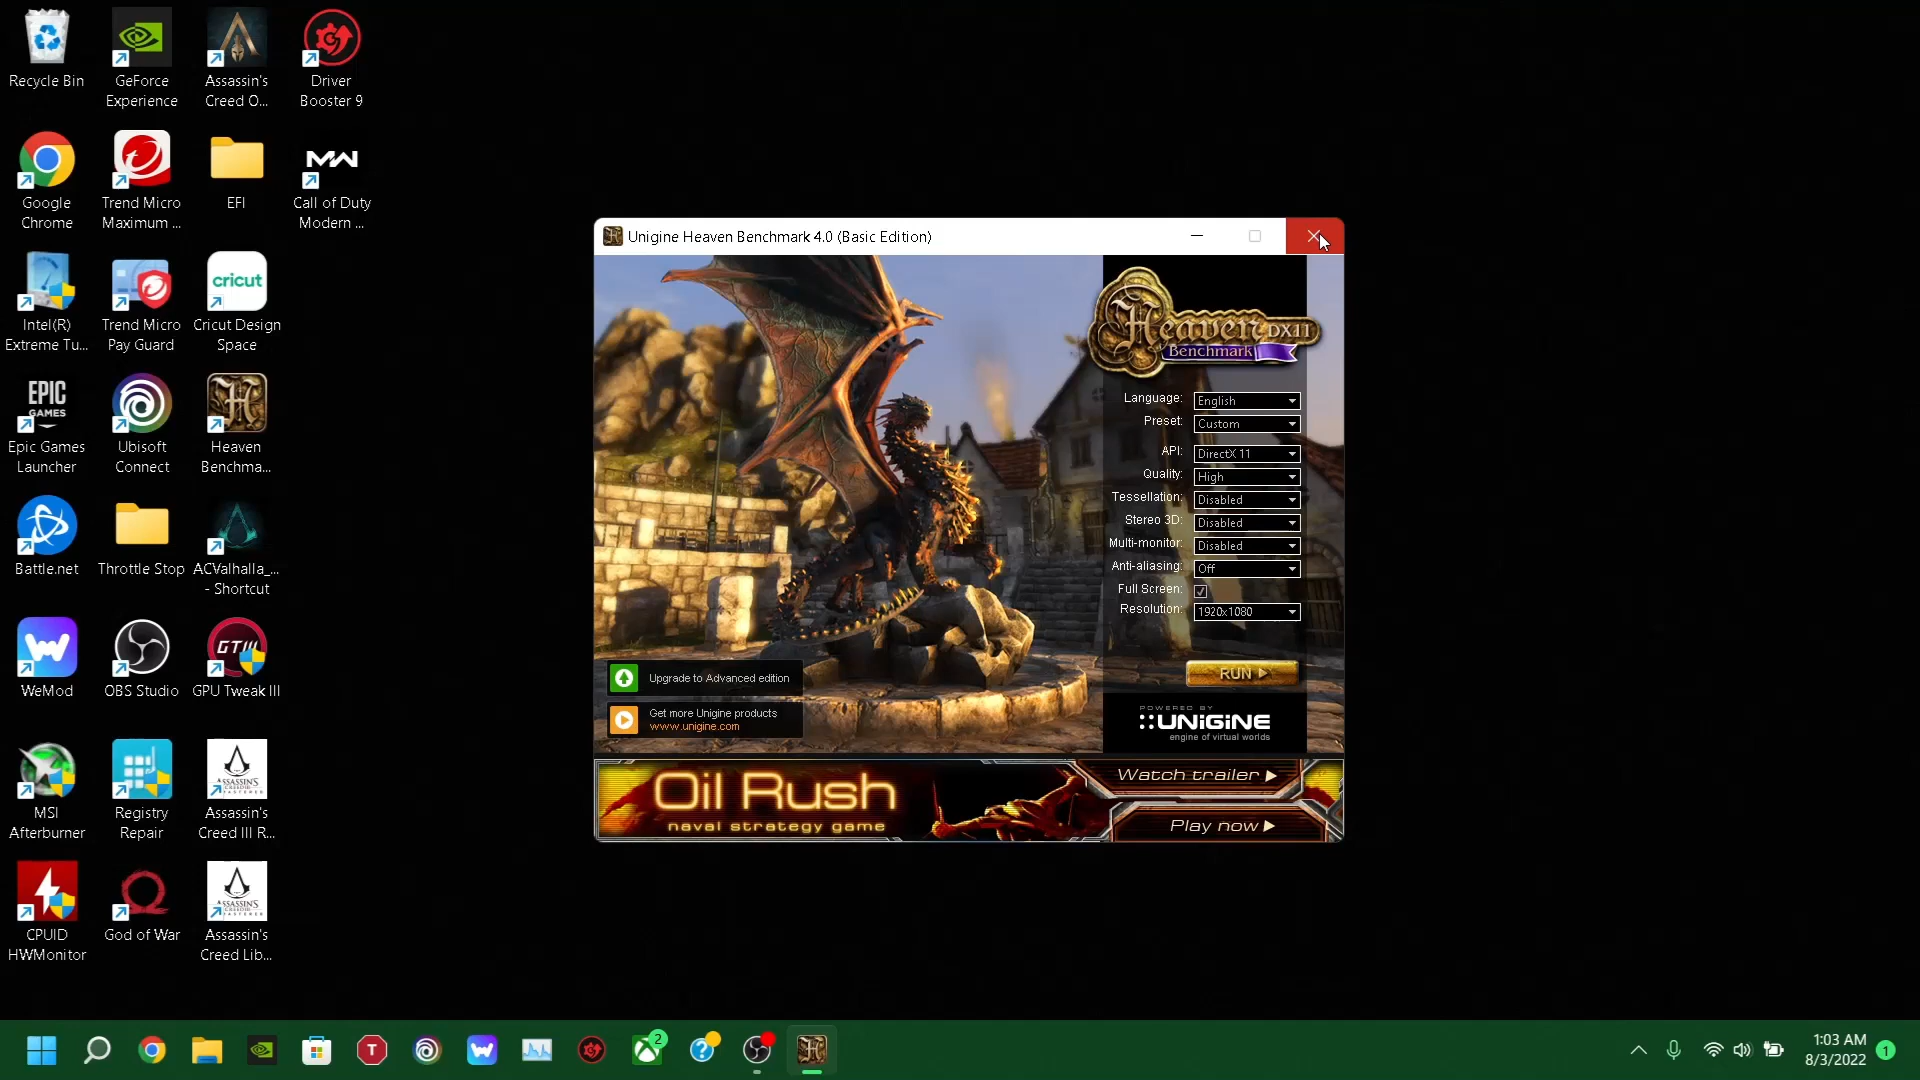 Recycle Bin
GeForce
Experience
Assassin's
Creed O...
Driver
Booster 9
Google
Chrome
Trend Micro
Maximum ...
EFI
MW
Call of Duty
Modern ...
Intel(R)
Extreme Tu...
Trend Micro
Pay Guard
cricut
Cricut Design
Space
EPIC
GAMES
Epic Games
Launcher
Ubisoft
Connect
Heaven
Benchma...
Battle.net
Throttle Stop
ACValhalla_...
- Shortcut
WeMod
OBS Studio
GTIII
GPU Tweak III
MSI
Afterburner
Registry
Repair
Assassin's
Creed III R...
CPUID
HWMonitor
God of War
Assassin's
Creed Lib...
Unigine Heaven Benchmark 4.0 (Basic Edition)
Heaven DX11
Benchmark
Language: English
Preset: Custom
API: DirectX 11
Quality: High
Tessellation: Disabled
Stereo 3D: Disabled
Multi-monitor: Disabled
Anti-aliasing: Off
Full Screen:
Resolution: 1920x1080
RUN
Upgrade to Advanced edition
Get more Unigine products
www.unigine.com
POWERED BY
UNIGINE
engine of virtual worlds
Oil Rush
naval strategy game
Watch trailer
Play now
T
2
?
1:03 AM
8/3/2022
1